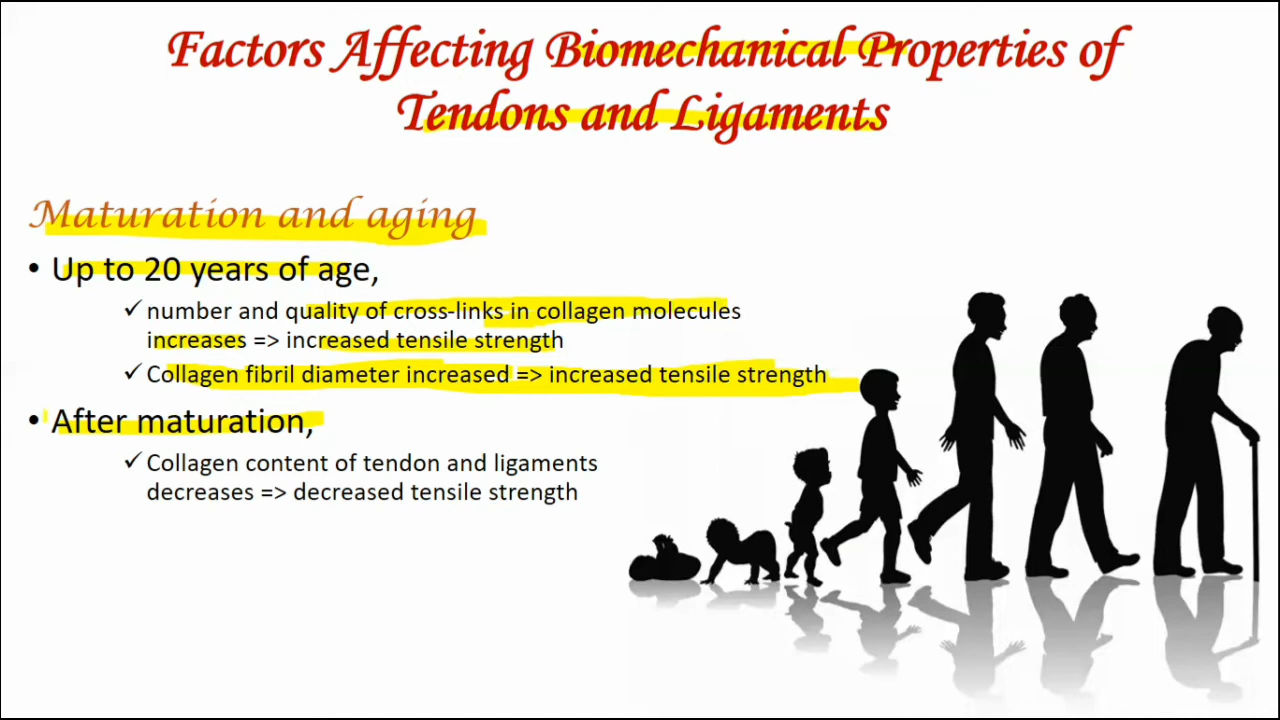 Factors Affecting Biomechanical Properties of
Tendons and Ligaments
Maturation and aging
• Up to 20 years of age,
✓ number and quality of cross-links in collagen molecules
increases => increased tensile strength
✓ Collagen fibril diameter increased => increased tensile strength
• After maturation,
✓ Collagen content of tendon and ligaments
decreases => decreased tensile strength